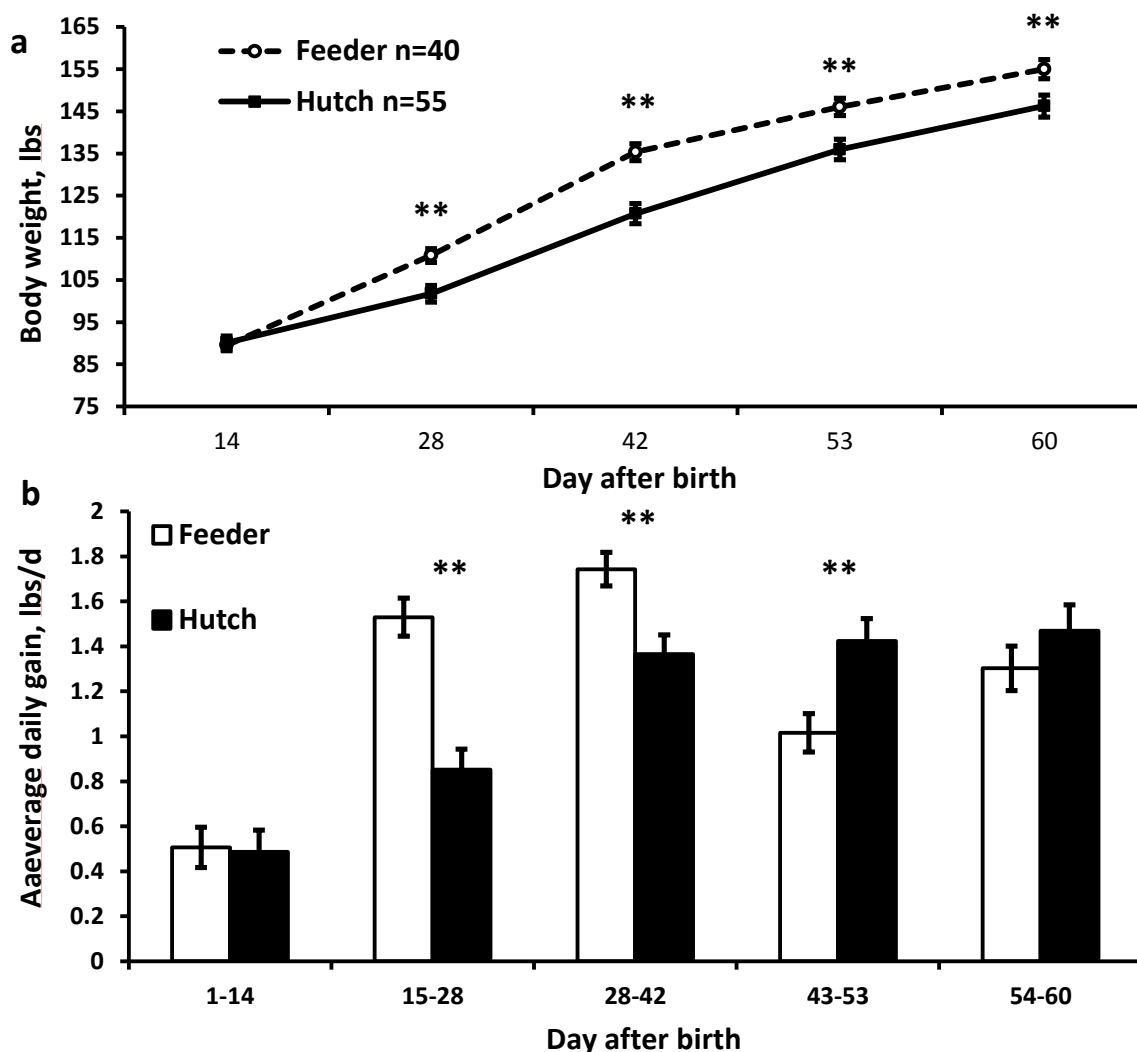 a
165
155
145
135
125
115
105
95
85
75
Body weight, lbs
Feeder n=40
Hutch n=55
**
**
**
**
14 28 42 53 60
Day after birth
b
2
1.8
1.6
1.4
1.2
1
0.8
0.6
0.4
0.2
0
Aaeverage daily gain, lbs/d
Feeder
Hutch
**
**
**
1-14 15-28 28-42 43-53 54-60
Day after birth